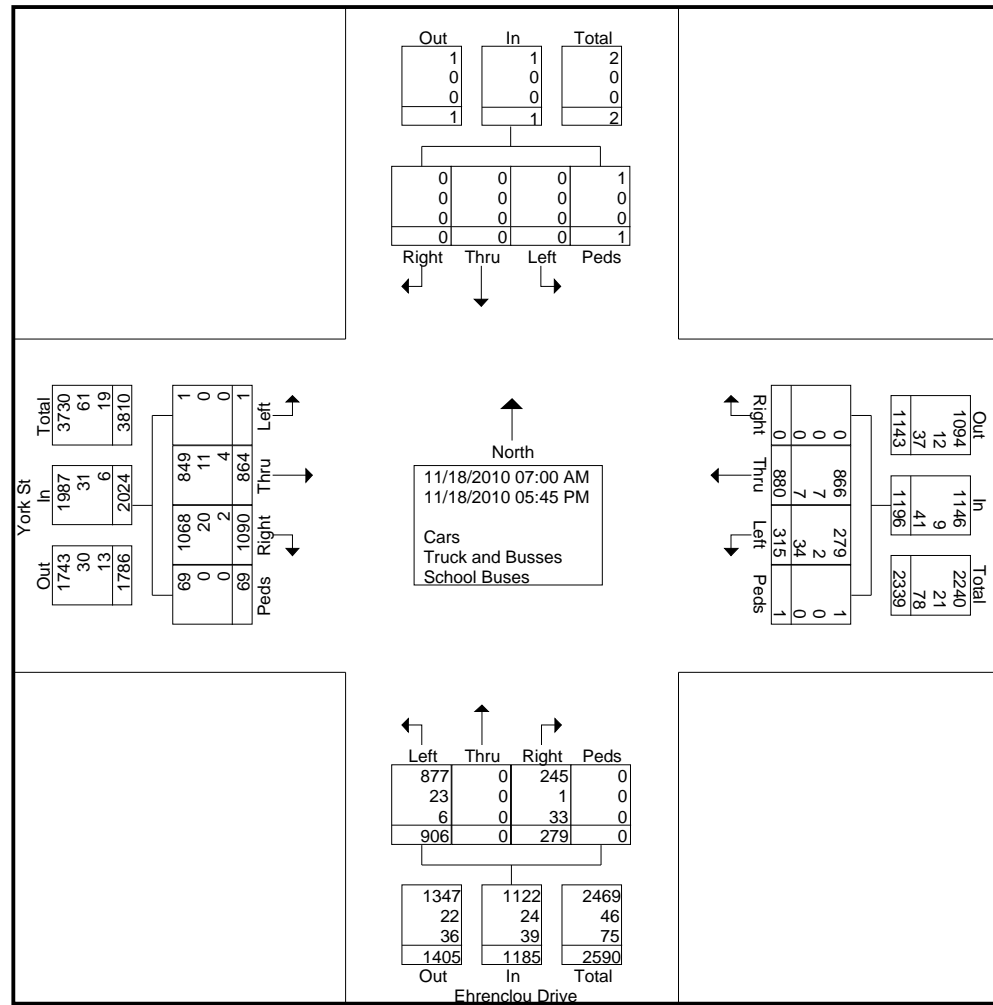 Out In Total
1 1 2
0 0 0
0 0 0
1 1 2
0 0 0 1
0 0 0 0
0 0 0 0
0 0 0 1
Right Thru Left Peds
York St
Total
3730
61
19
3810
In
1987
31
6
2024
Out
1743
30
13
1786
1
0
0
1
Left
849
11
4
864
Thru
1068
20
2
1090
Right
69
0
0
69
Peds
North
11/18/2010 07:00 AM
11/18/2010 05:45 PM
Cars
Truck and Busses
School Buses
Right
0
0
0
0
Thru
866
7
7
880
Left
279
2
34
315
Peds
1
0
0
1
Out
1094
12
37
1143
In
1146
9
41
1196
Total
2240
21
78
2339
Left Thru Right Peds
877 0 245 0
23 0 1 0
6 0 33 0
906 0 279 0
1347 1122 2469
22 24 46
36 39 75
1405 1185 2590
Out In Total
Ehrenclou Drive